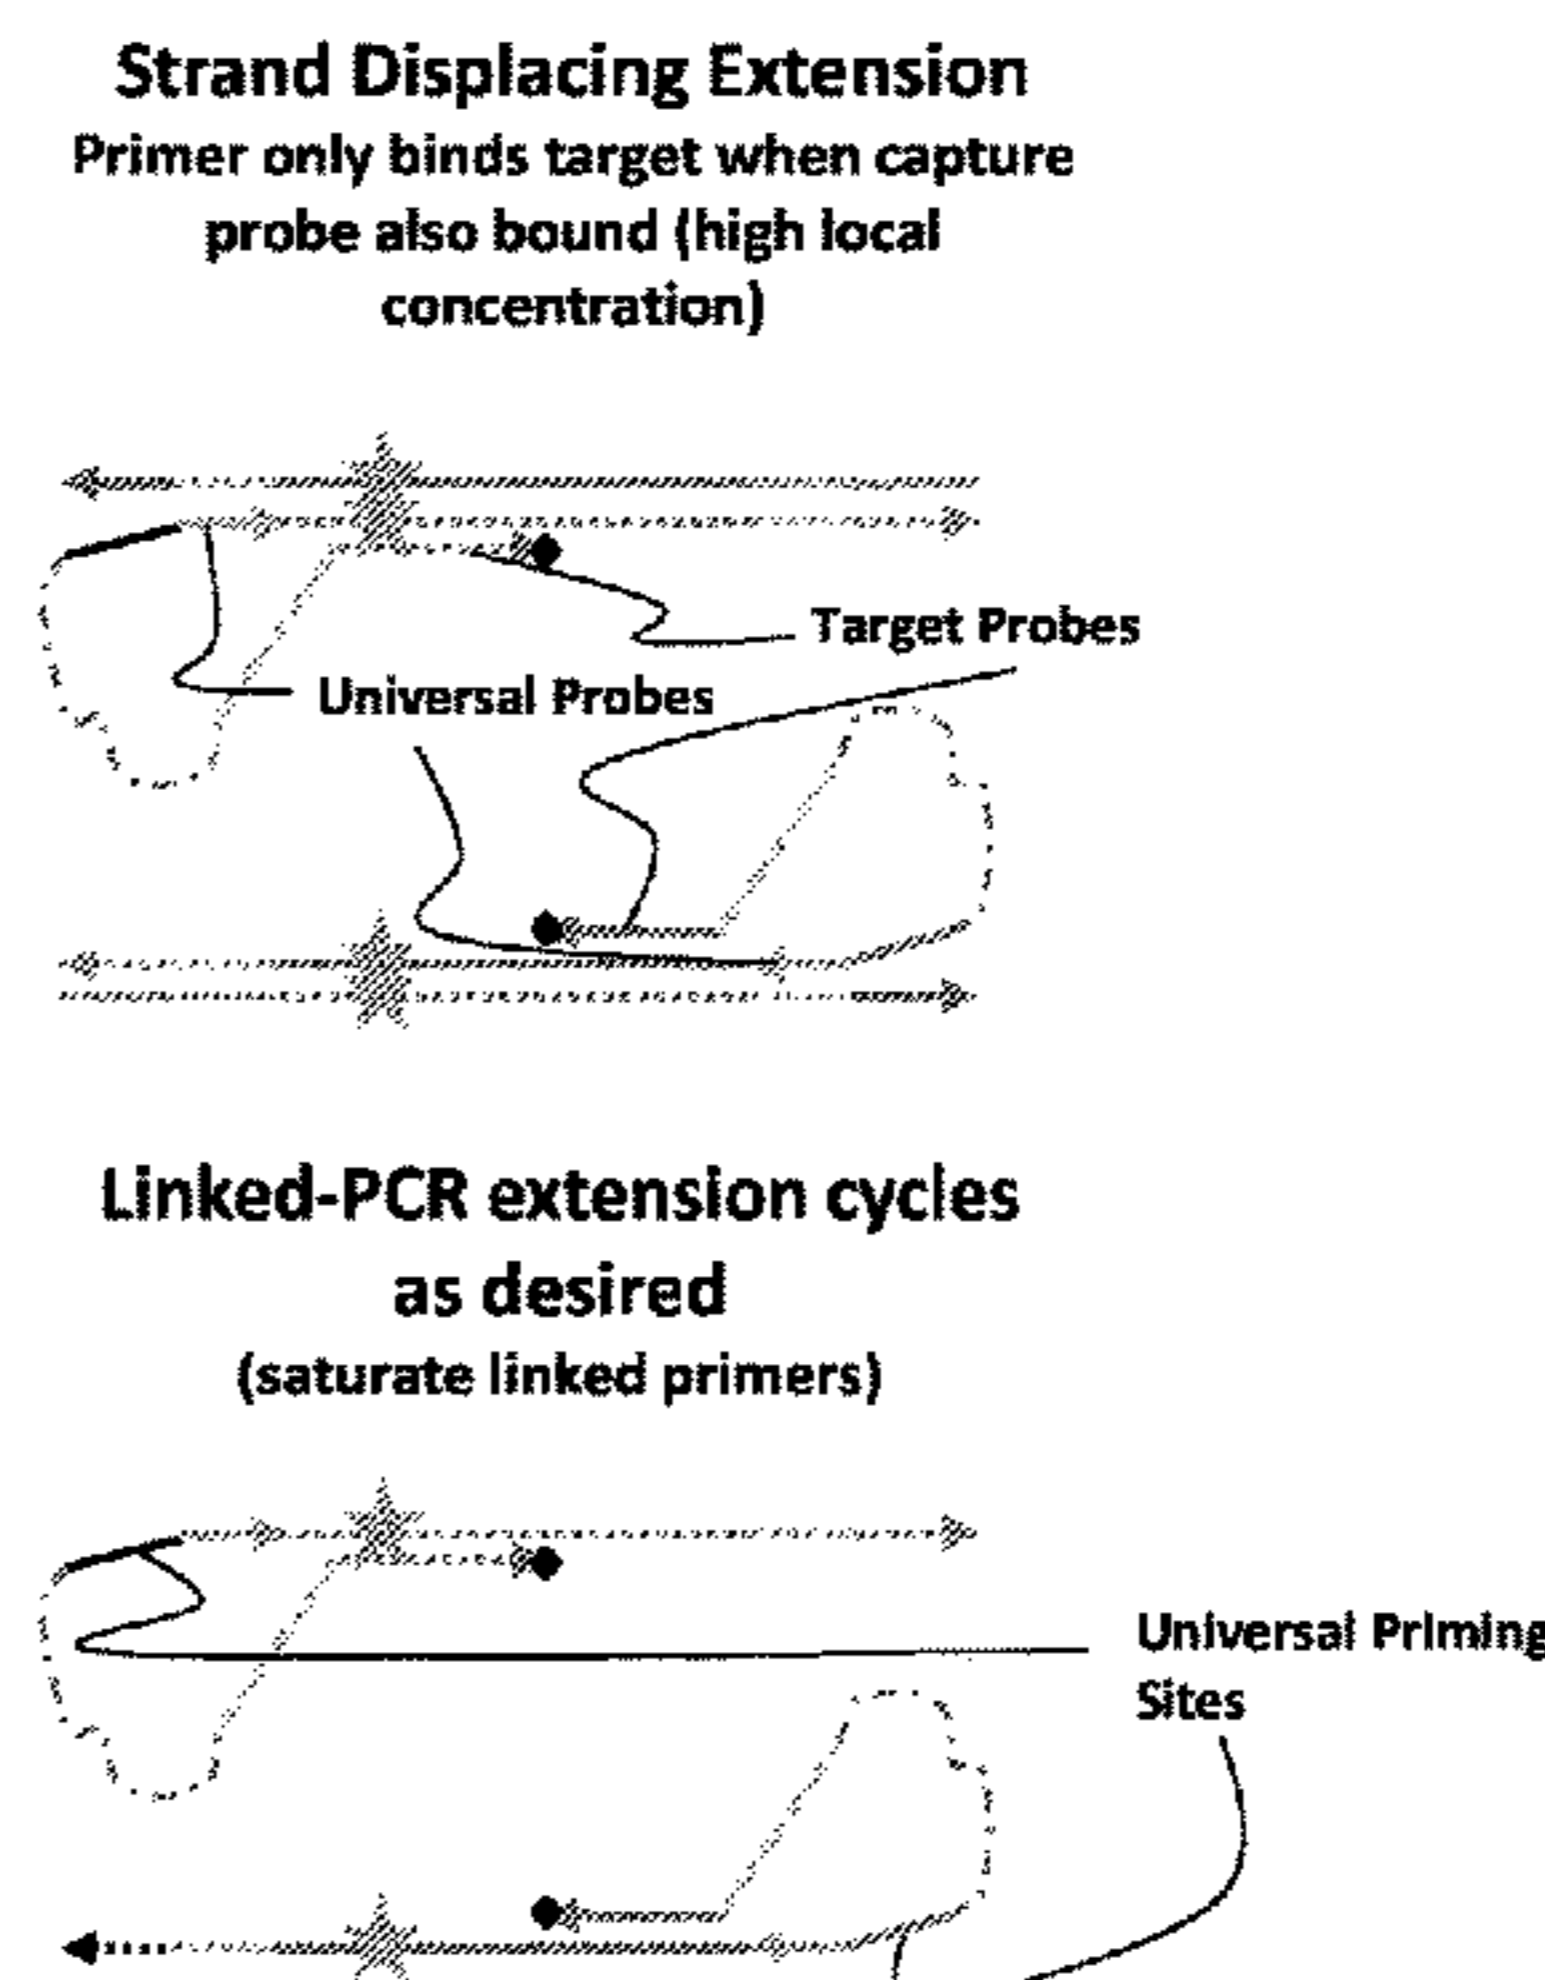 Strand Displacing Extension
Primer only binds target when capture
probe also bound (high local
concentration)
Target Probes
Universal Probes
Linked-PCR extension cycles
as desired
(saturate linked primers)
Universal Priming
Sites